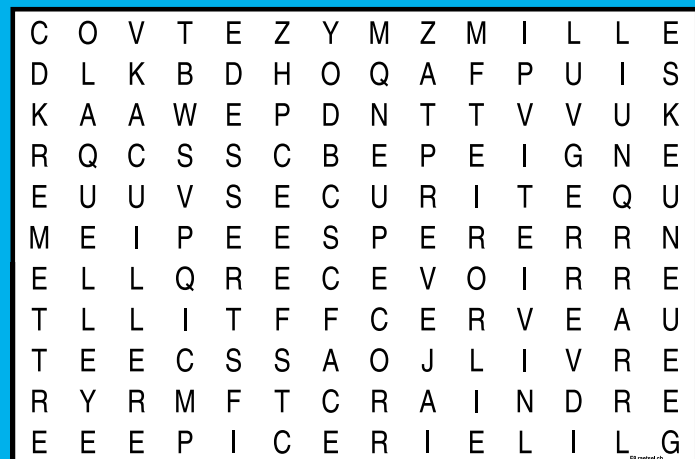 C O V T E Z Y M Z M I L L E
D L K B D H O Q A F P U I S
K A A W E P D N T T V V U K
R Q C S S C B E P E I G N E
E U U V S E C U R I T E Q U
M E I P E E S P E R E R R N
E L L Q R E C E V O I R R E
T L L I T F F C E R V E A U
T E E C S S A O J L I V R E
R Y R M F T C R A I N D R E
E E E P I C E R I E L I L G